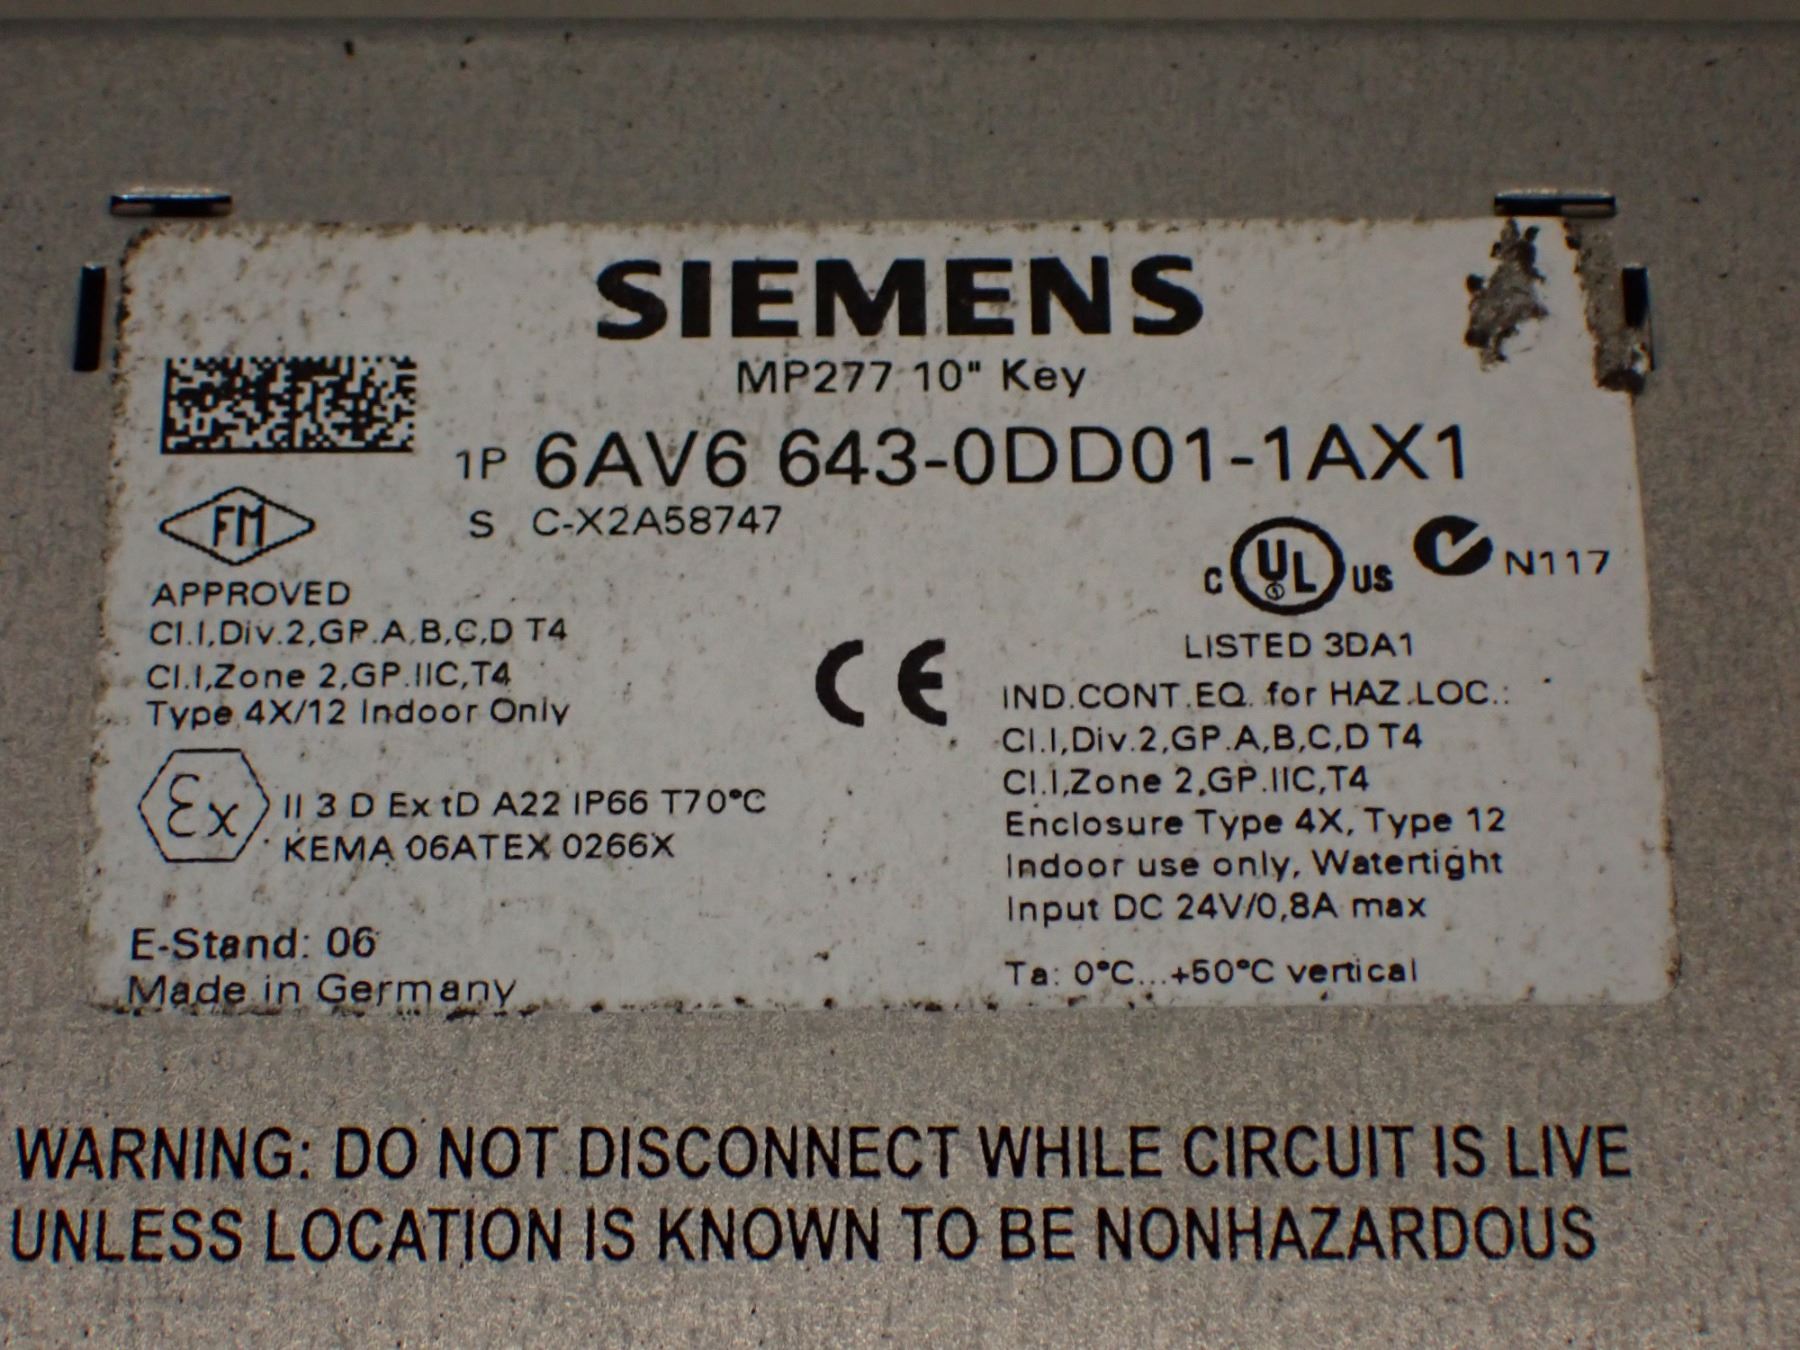 SIEMENS
MP277 10" Key
1P 6AV6 643-0DD01-1AX1
S C-X2A58747
FM
APPROVED
Cl.I,Div.2,GP.A,B,C,D T4
Cl.I,Zone 2,GP.IIC,T4
Type 4X/12 Indoor Only
Ex II 3 D Ex tD A22 IP66 T70°C
KEMA 06ATEX 0266X
E-Stand: 06
Made in Germany
CE
C UL US N117
LISTED 3DA1
IND.CONT.EQ. for HAZ.LOC.:
Cl.I,Div.2,GP.A,B,C,D T4
Cl.I,Zone 2,GP.IIC,T4
Enclosure Type 4X, Type 12
Indoor use only, Watertight
Input DC 24V/0,8A max
Ta: 0°C...+50°C vertical
WARNING: DO NOT DISCONNECT WHILE CIRCUIT IS LIVE
UNLESS LOCATION IS KNOWN TO BE NONHAZARDOUS